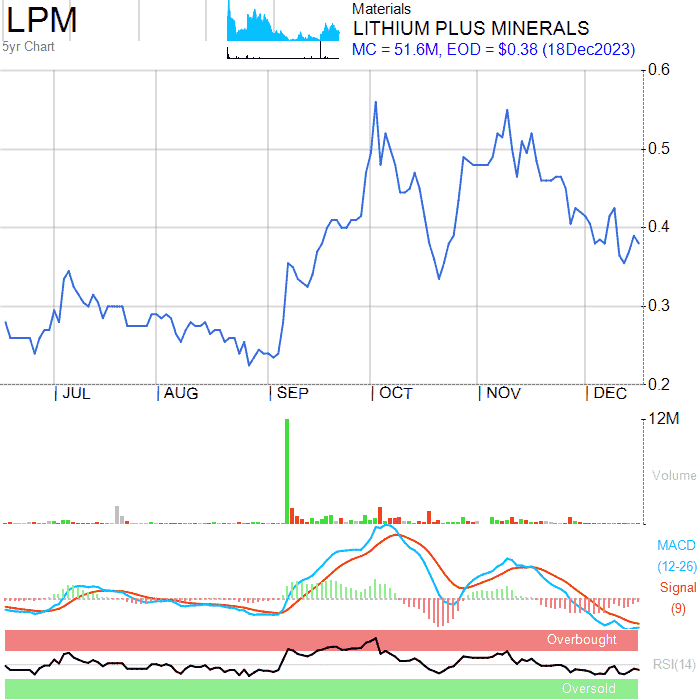 LPM
5yr Chart
Materials
LITHIUM PLUS MINERALS
MC = 51.6M, EOD = $0.38 (18Dec2023)
0.6
0.5
0.4
0.3
0.2
JUL AUG SEP OCT NOV DEC
12M
Volume
MACD
(12-26)
Signal
(9)
Overbought
RSI(14)
Oversold